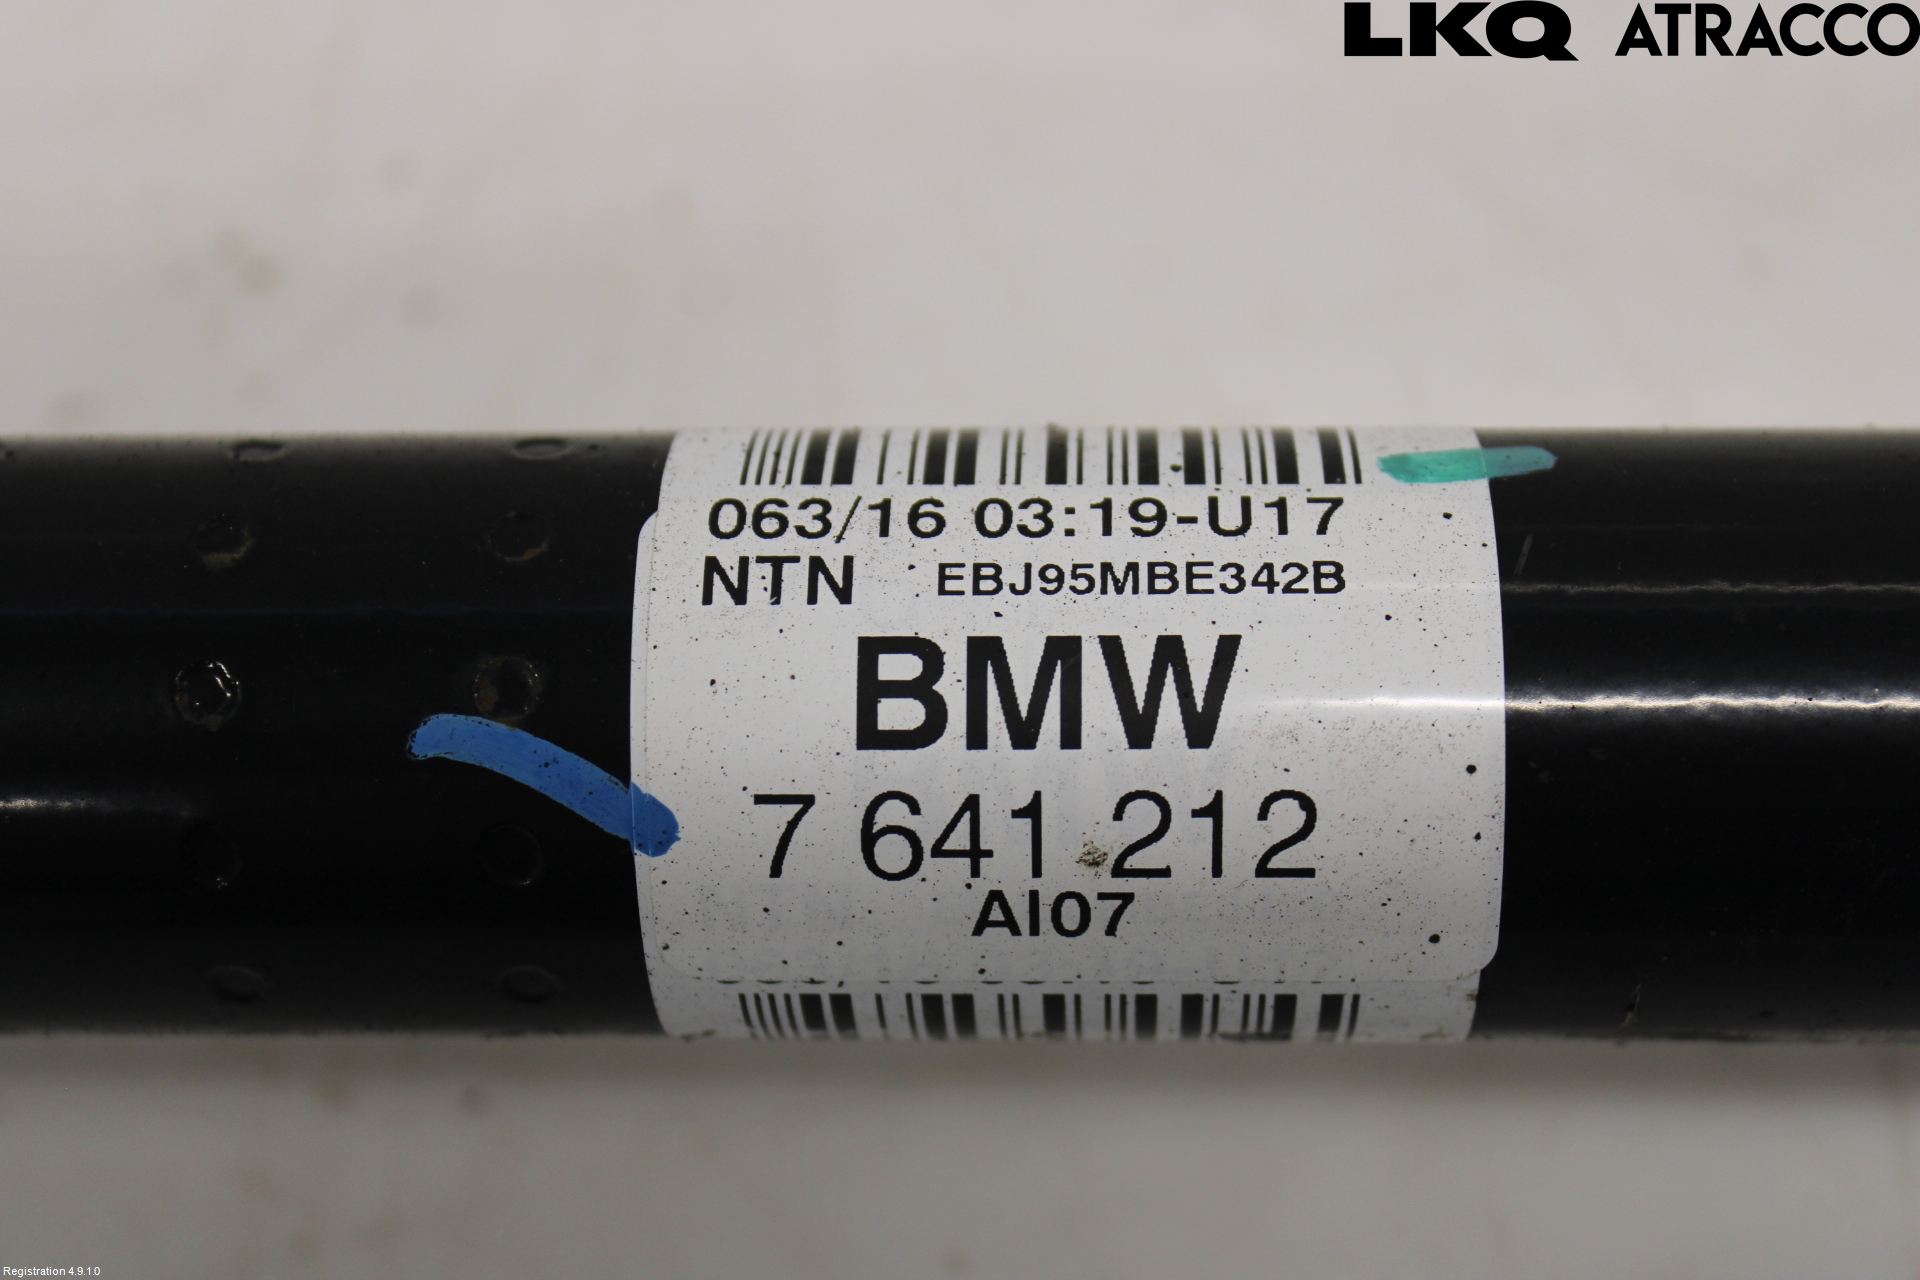 LKQ ATRACCO
063/16 03:19-U17
NTN EBJ95MBE342B
BMW
7 641 212
AI07
Registration 4.9.1.0